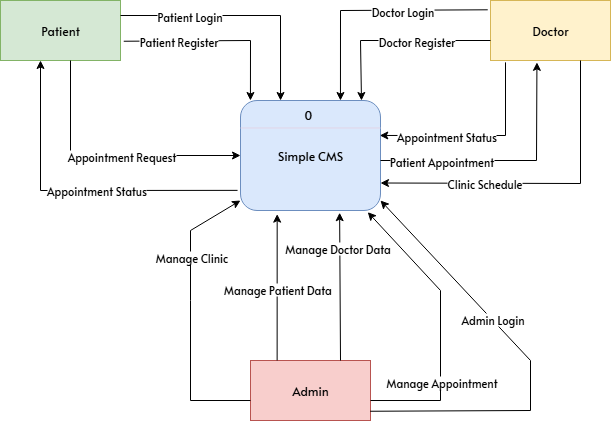 Patient
Patient Login
Doctor Login
Doctor
Patient Register
Doctor Register
0
Simple CMS
Appointment Status
Appointment Request
Patient Appointment
Appointment Status
Clinic Schedule
Manage Clinic
Manage Doctor Data
Manage Patient Data
Admin Login
Admin
Manage Appointment